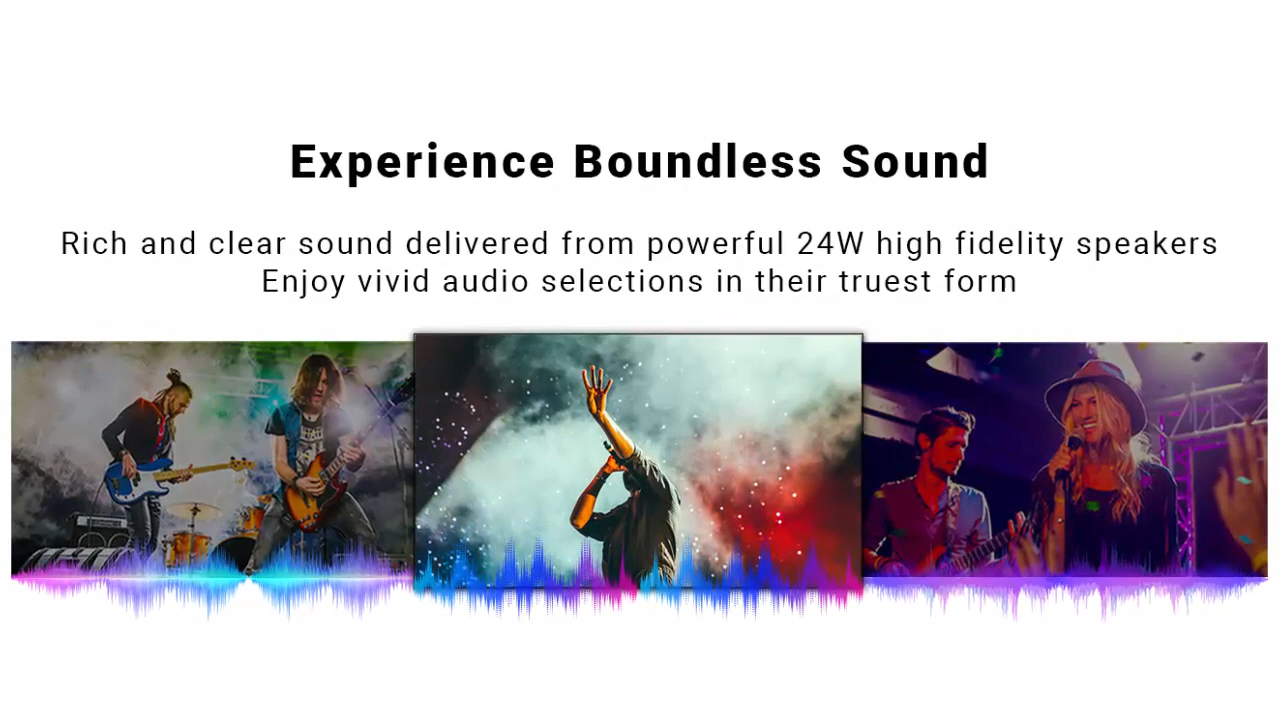 Experience Boundless Sound
Rich and clear sound delivered from powerful 24W high fidelity speakers
Enjoy vivid audio selections in their truest form